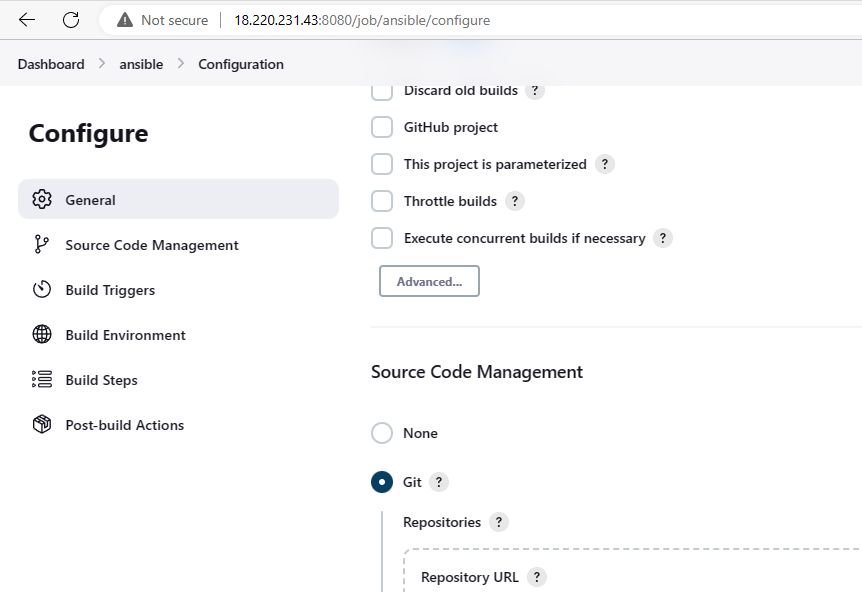 Not secure | 18.220.231.43:8080/job/ansible/configure
Dashboard > ansible > Configuration
Configure
General
Source Code Management
Build Triggers
Build Environment
Build Steps
Post-build Actions
Discard old builds ?
GitHub project
This project is parameterized ?
Throttle builds ?
Execute concurrent builds if necessary ?
Advanced...
Source Code Management
None
Git ?
Repositories ?
Repository URL ?